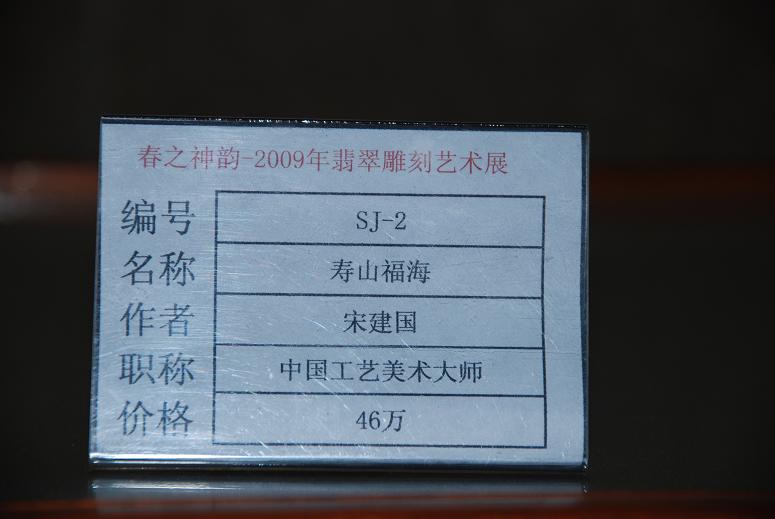 春之神韵-2009年翡翠雕刻艺术展
编号 SJ-2
名称 寿山福海
作者 宋建国
职称 中国工艺美术大师
价格 46万